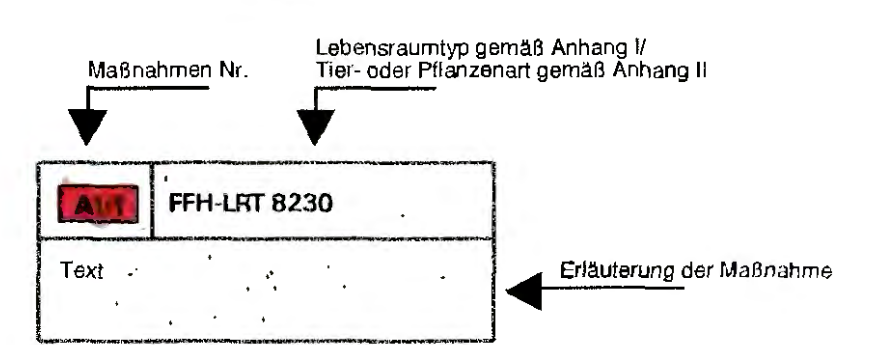 Lebensraumtyp gemäß Anhang I/
Maßnahmen Nr.
Tier- oder Pflanzenart gemäß Anhang II
FFH-LRT 8230
Text
Erläuterung der Maßnahme